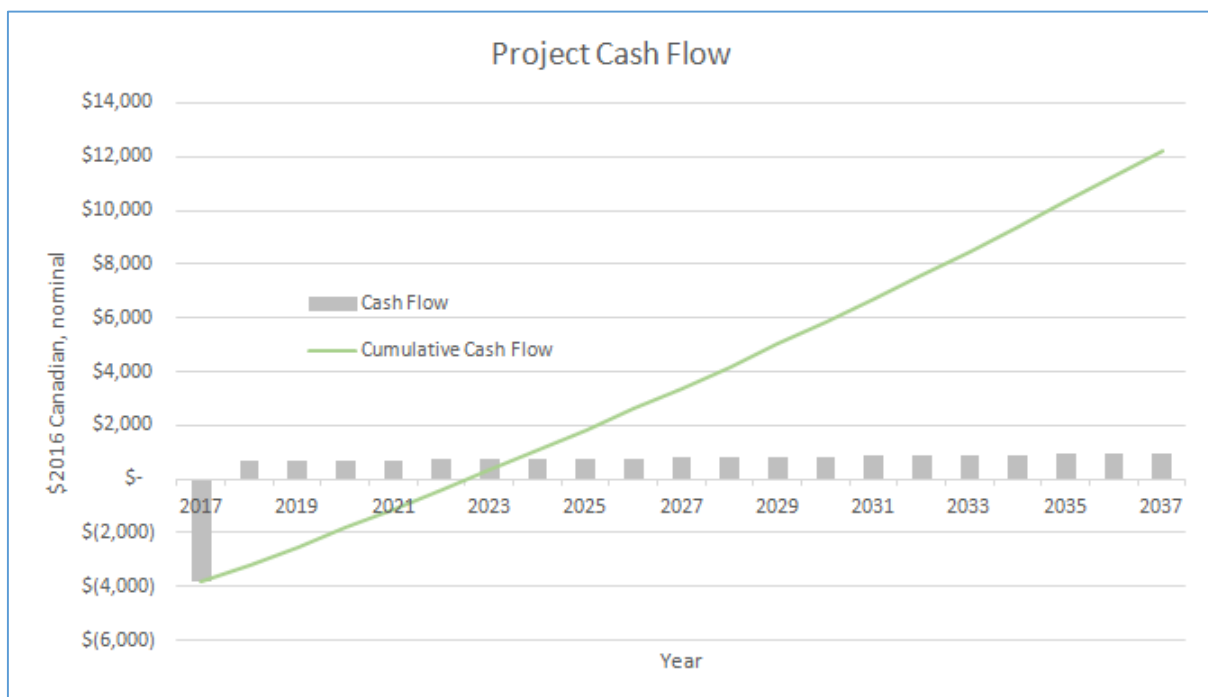 Project Cash Flow
$14,000
$12,000
$10,000
$8,000
$6,000
$4,000
$2,000
$-
$(2,000)
$(4,000)
$(6,000)
$2016 Canadian, nominal
Cash Flow
Cumulative Cash Flow
2017 2019 2021 2023 2025 2027 2029 2031 2033 2035 2037
Year